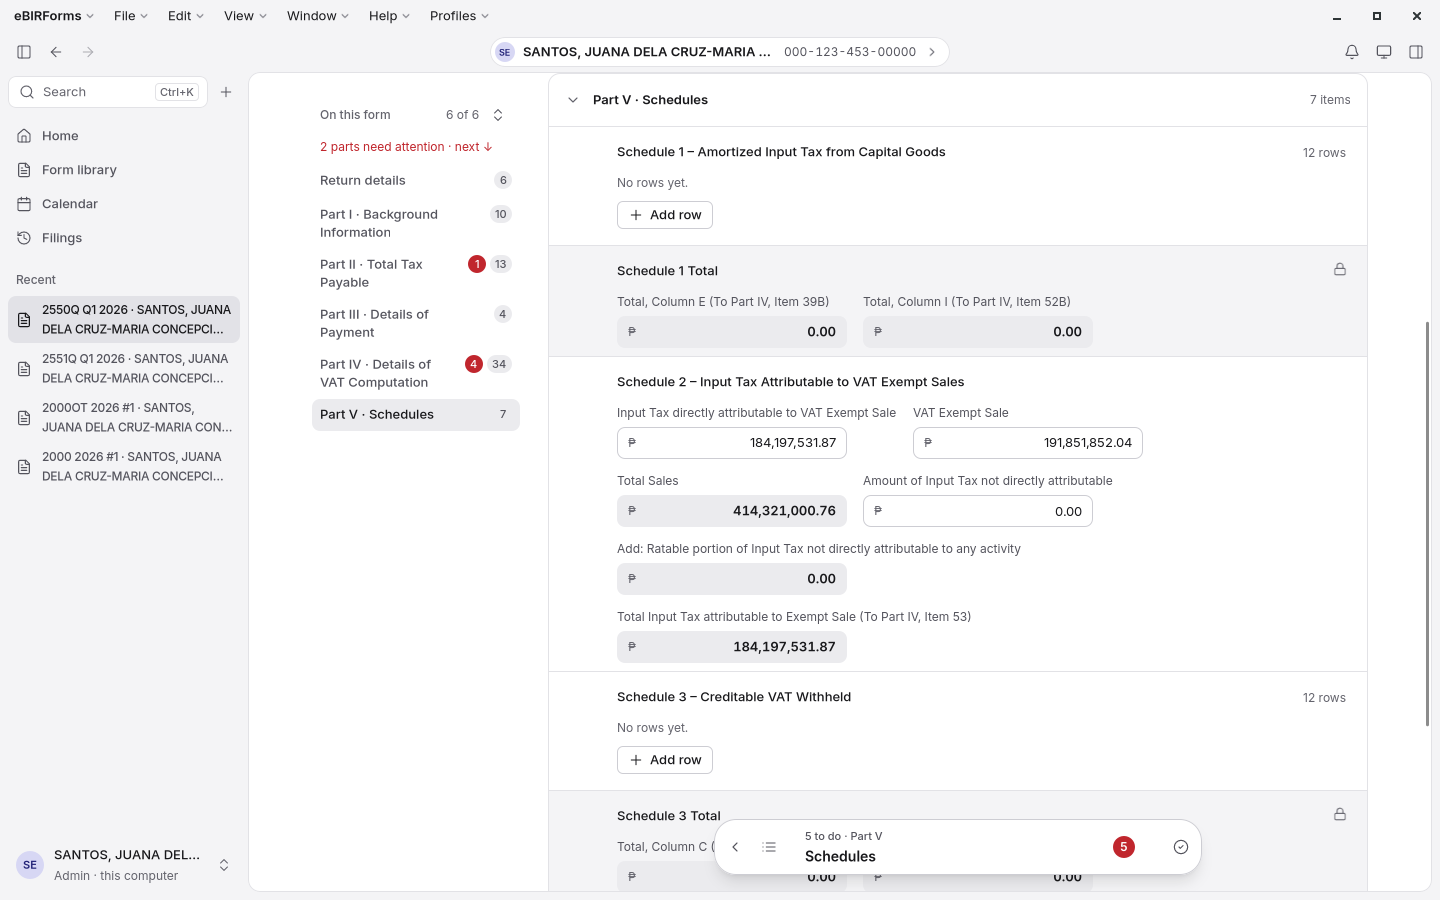 eBIRForms File Edit View Window Help Profiles
SE SANTOS, JUANA DELA CRUZ-MARIA ... 000-123-453-00000
Search Ctrl+K
Home
Form library
Calendar
Filings
Recent
2550Q Q1 2026 · SANTOS, JUANA
DELA CRUZ-MARIA CONCEPCI...
2551Q Q1 2026 · SANTOS, JUANA
DELA CRUZ-MARIA CONCEPCI...
2000OT 2026 #1 · SANTOS,
JUANA DELA CRUZ-MARIA CON...
2000 2026 #1 · SANTOS, JUANA
DELA CRUZ-MARIA CONCEPCI...
SE SANTOS, JUANA DEL...
Admin · this computer
On this form 6 of 6
2 parts need attention · next ↓
Return details 6
Part I · Background 10
Information
Part II · Total Tax 1 13
Payable
Part III · Details of 4
Payment
Part IV · Details of 4 34
VAT Computation
Part V · Schedules 7
Part V · Schedules 7 items
Schedule 1 – Amortized Input Tax from Capital Goods 12 rows
No rows yet.
Add row
Schedule 1 Total
Total, Column E (To Part IV, Item 39B) Total, Column I (To Part IV, Item 52B)
₱ 0.00 ₱ 0.00
Schedule 2 – Input Tax Attributable to VAT Exempt Sales
Input Tax directly attributable to VAT Exempt Sale VAT Exempt Sale
₱ 184,197,531.87 ₱ 191,851,852.04
Total Sales Amount of Input Tax not directly attributable
₱ 414,321,000.76 ₱ 0.00
Add: Ratable portion of Input Tax not directly attributable to any activity
₱ 0.00
Total Input Tax attributable to Exempt Sale (To Part IV, Item 53)
₱ 184,197,531.87
Schedule 3 – Creditable VAT Withheld 12 rows
No rows yet.
Add row
Schedule 3 Total
Total, Column C (
₱ 0.00 ₱ 0.00
5 to do · Part V
Schedules 5